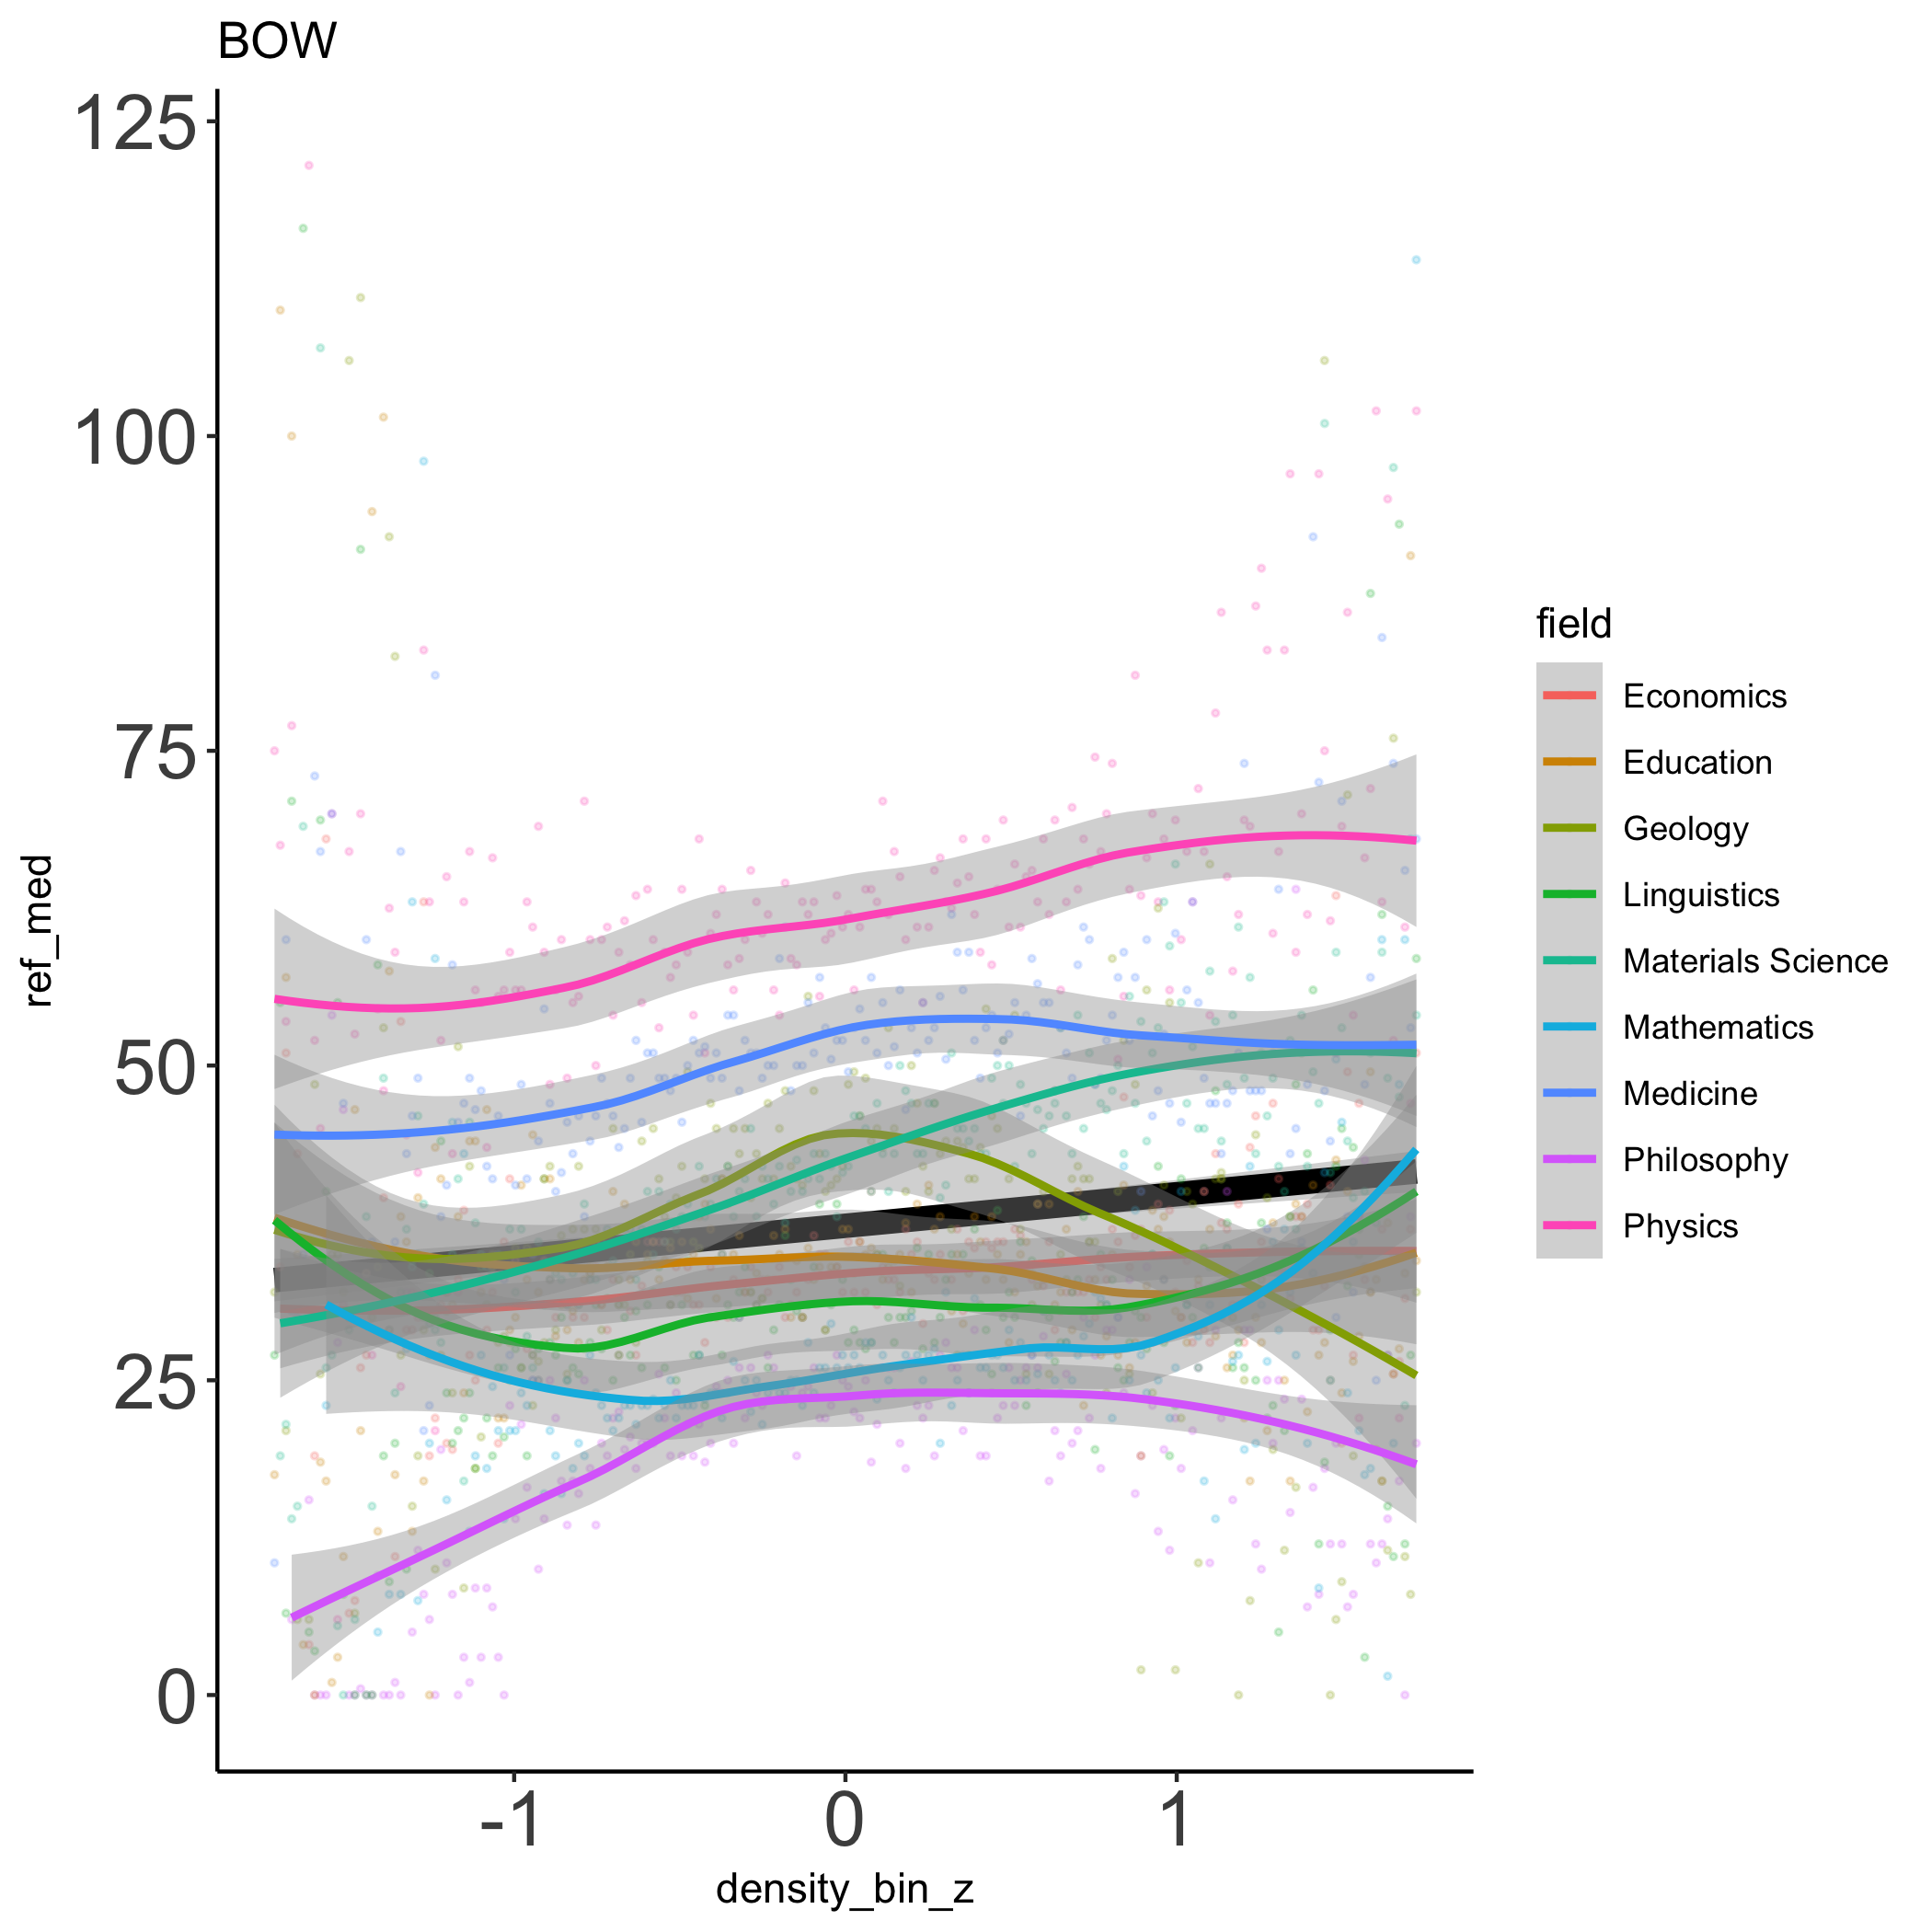 BOW
125
100
75
50
25
0
ref_med
-1
0
1
density_bin_z
field
Economics
Education
Geology
Linguistics
Materials Science
Mathematics
Medicine
Philosophy
Physics